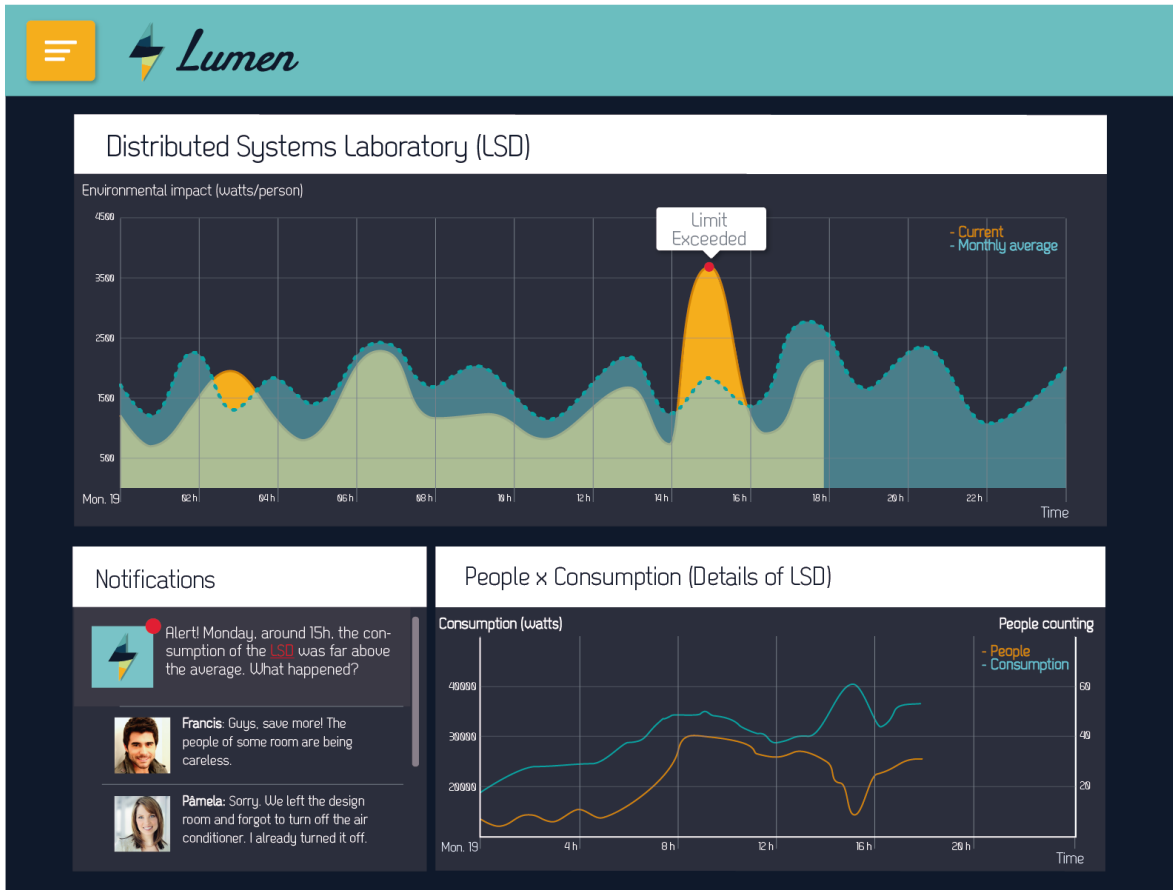 Lumen
Distributed Systems Laboratory (LSD)
Environmental impact (watts/person)
4500
3500
2500
1500
500
Limit
Exceeded
- Current
- Monthly average
Mon. 19
02 h
04 h
06 h
08 h
10 h
12 h
14 h
16 h
18 h
20 h
22 h
Time
Notifications
Alert! Monday, around 15h, the con-
sumption of the LSD was far above
the average. What happened?
Francis: Guys, save more! The
people of some room are being
careless.
Pâmela: Sorry. We left the design
room and forgot to turn off the air
conditioner. I already turned it off.
People x Consumption (Details of LSD)
Consumption (watts)
People counting
- People
- Consumption
40000
30000
20000
60
40
20
Mon. 19
4 h
8 h
12 h
16 h
20 h
Time